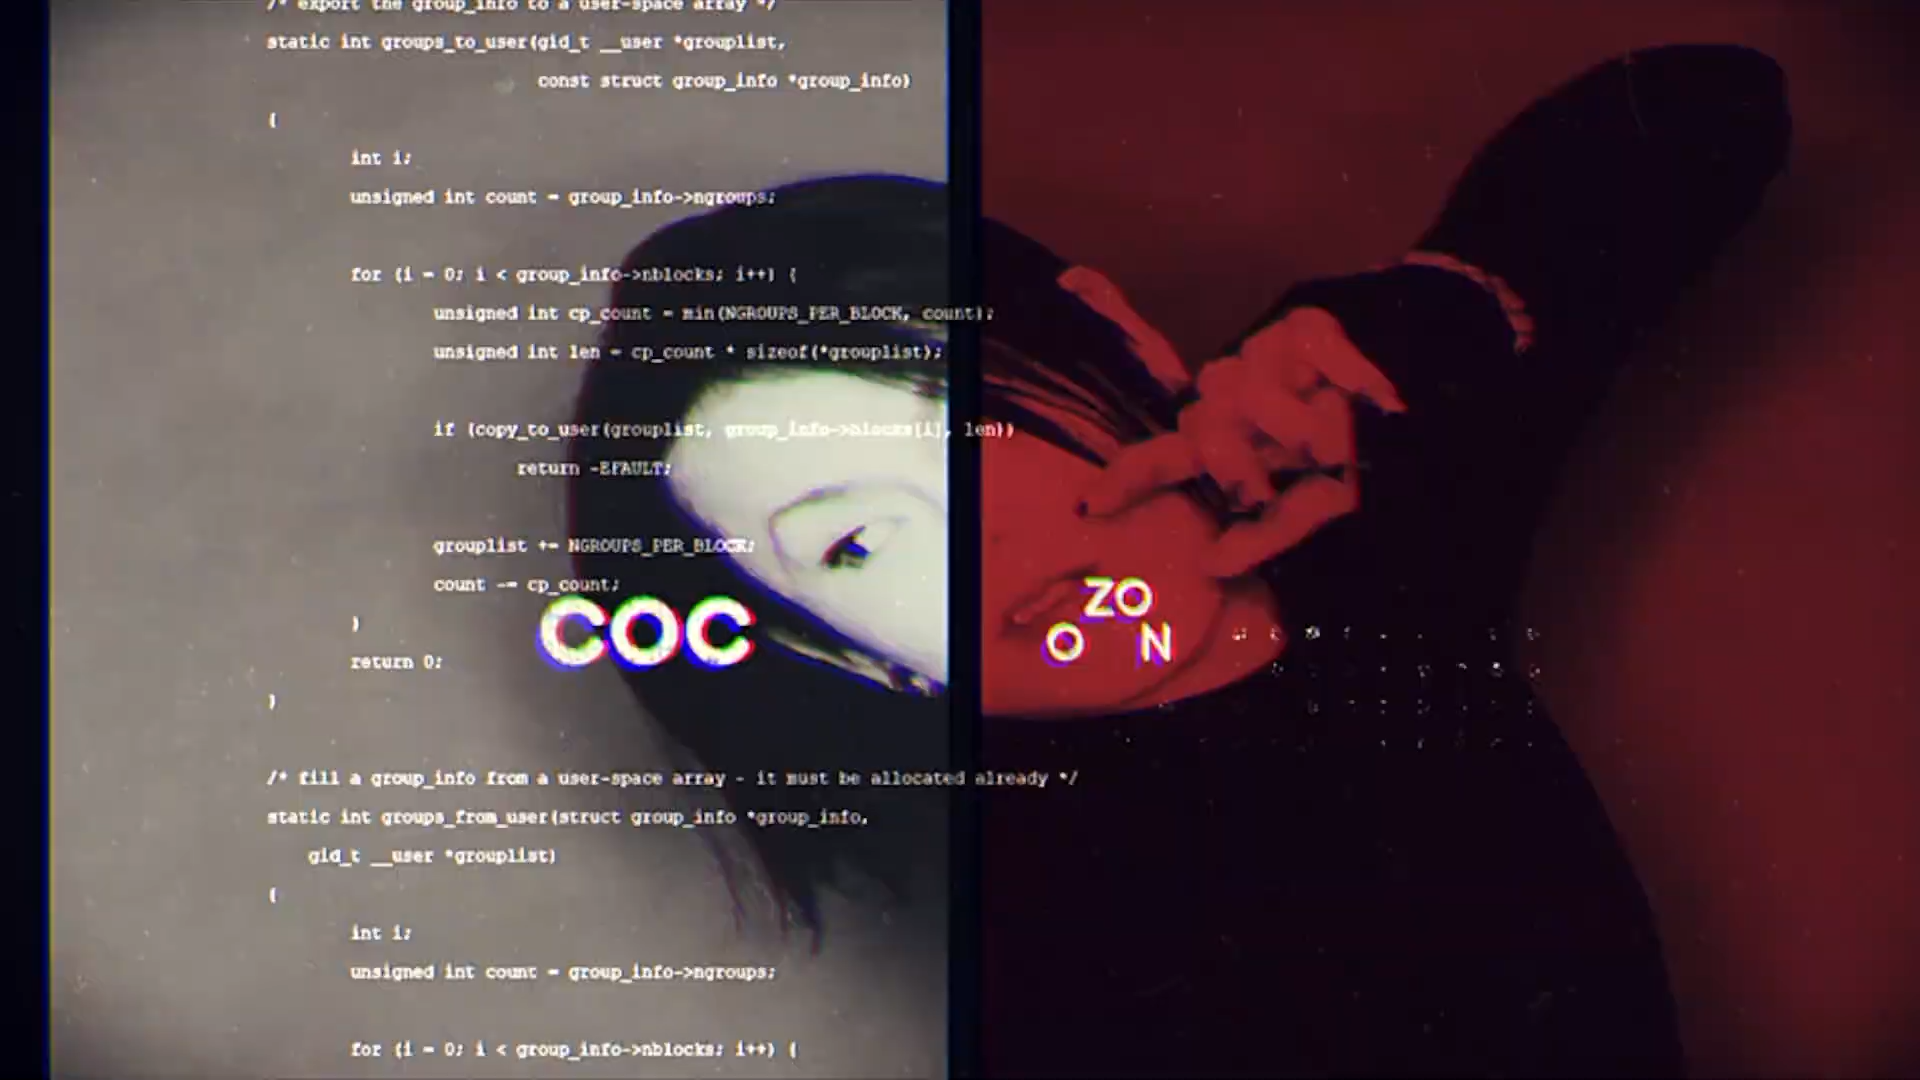 /* export the group_info to a user-space array */
static int groups_to_user(gid_t __user *grouplist,
const struct group_info *group_info)
{
int i;
unsigned int count = group_info->ngroups;
for (i = 0; i < group_info->nblocks; i++) {
unsigned int cp_count = min(NGROUPS_PER_BLOCK, count);
unsigned int len = cp_count * sizeof(*grouplist);
if (copy_to_user(grouplist, group_info->blocks[i], len))
return -EFAULT;
grouplist += NGROUPS_PER_BLOCK;
count -= cp_count;
}
return 0;
}
COC
ZO
O N
/* fill a group_info from a user-space array - it must be allocated already */
static int groups_from_user(struct group_info *group_info,
gid_t __user *grouplist)
{
int i;
unsigned int count = group_info->ngroups;
for (i = 0; i < group_info->nblocks; i++) {